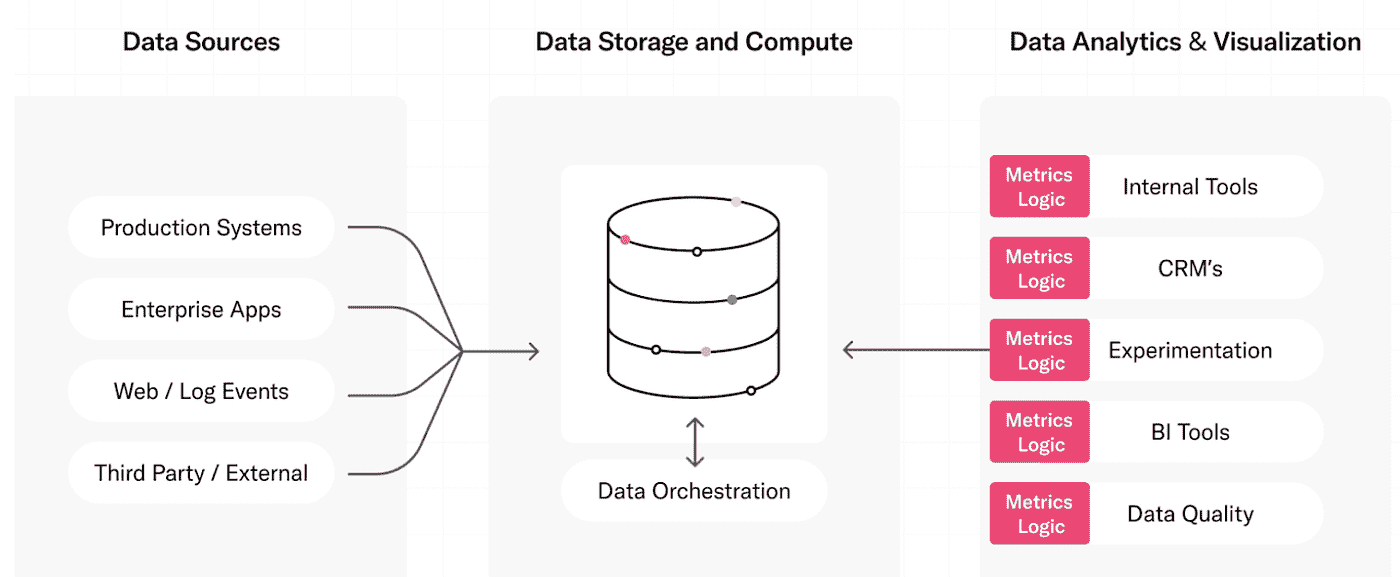 Data Sources
Data Storage and Compute
Data Analytics & Visualization
Production Systems
Enterprise Apps
Web / Log Events
Third Party / External
Data Orchestration
Metrics
Logic
Internal Tools
Metrics
Logic
CRM's
Metrics
Logic
Experimentation
Metrics
Logic
BI Tools
Metrics
Logic
Data Quality